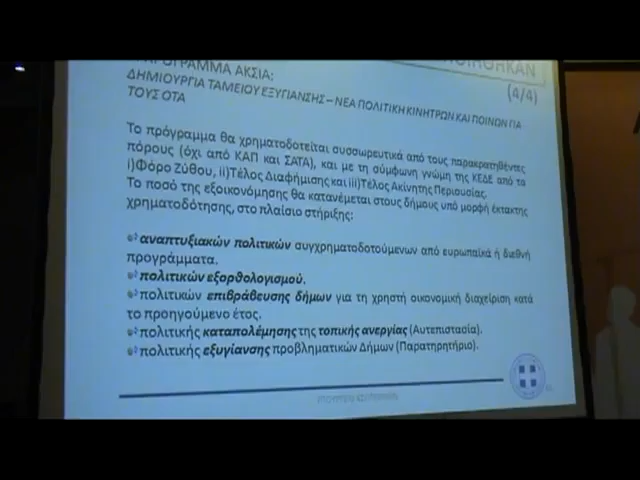 ΠΡΟΓΡΑΜΜΑ ΑΚΣΙΑ:
(4/4)
ΔΗΜΙΟΥΡΓΙΑ ΤΑΜΕΙΟΥ ΕΞΥΓΙΑΝΣΗΣ – ΝΕΑ ΠΟΛΙΤΙΚΗ ΚΙΝΗΤΡΩΝ ΚΑΙ ΠΟΙΝΩΝ ΓΙΑ
ΤΟΥΣ ΟΤΑ
Το πρόγραμμα θα χρηματοδοτείται συσσωρευτικά από τους παρακρατηθέντες
πόρους (όχι από ΚΑΠ και ΣΑΤΑ), και με τη σύμφωνη γνώμη της ΚΕΔΕ από το
i)Φόρο Ζύθου, ii)Τέλος Διαφήμισης και iii)Τέλος Ακίνητης Περιουσίας.
Το ποσό της εξοικονόμησης θα κατανέμεται στους δήμους υπό μορφή έκτακτης
χρηματοδότησης, στο πλαίσιο στήριξης:
αναπτυξιακών πολιτικών συγχρηματοδοτούμενων από ευρωπαϊκά ή διεθνή
προγράμματα.
πολιτικών εξορθολογισμού.
πολιτικών επιβράβευσης δήμων για τη χρηστή οικονομική διαχείριση κατά
το προηγούμενο έτος.
πολιτικής καταπολέμησης της τοπικής ανεργίας (Αυτεπιστασία).
πολιτικής εξυγίανσης προβληματικών Δήμων (Παρατηρητήριο).